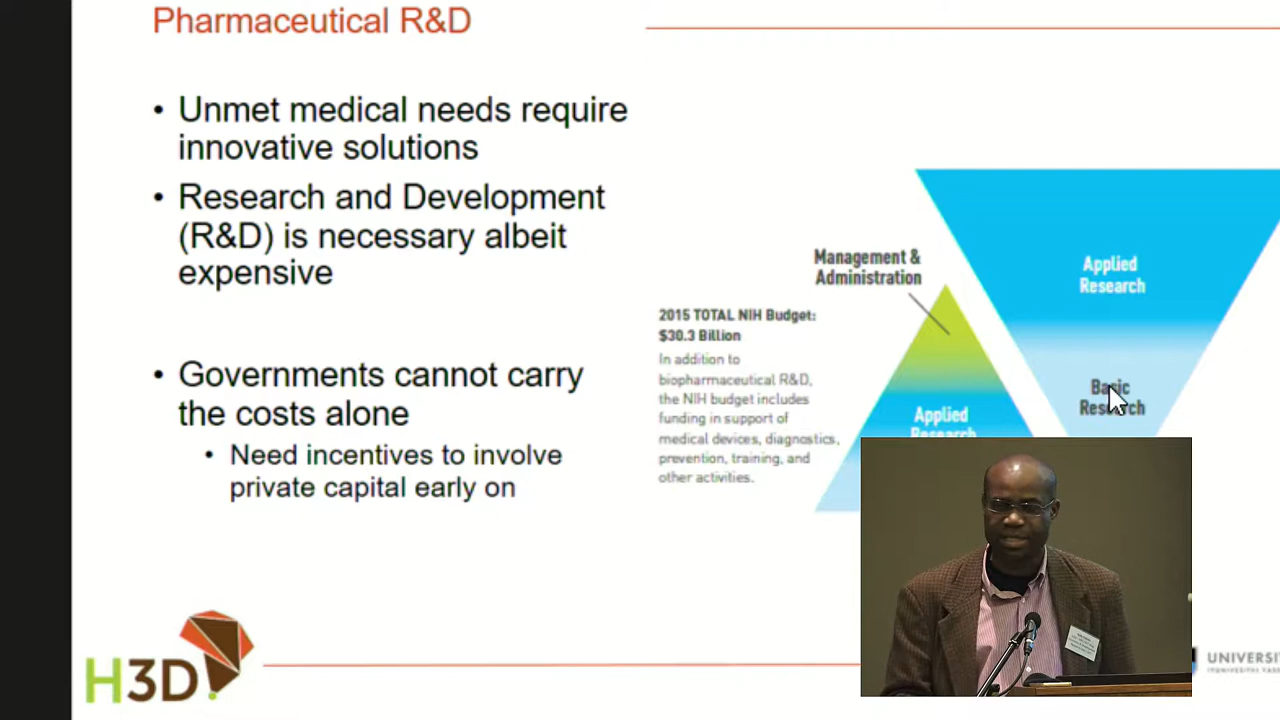 Pharmaceutical R&D
• Unmet medical needs require
innovative solutions
• Research and Development
(R&D) is necessary albeit
expensive
• Governments cannot carry
the costs alone
• Need incentives to involve
private capital early on
Management &
Administration
2015 TOTAL NIH Budget:
$30.3 Billion
In addition to
biopharmaceutical R&D,
the NIH budget includes
funding in support of
medical devices, diagnostics,
prevention, training, and
other activities.
Applied
Research
Applied
Research
Basic
Research
H3D
UNIVERSI